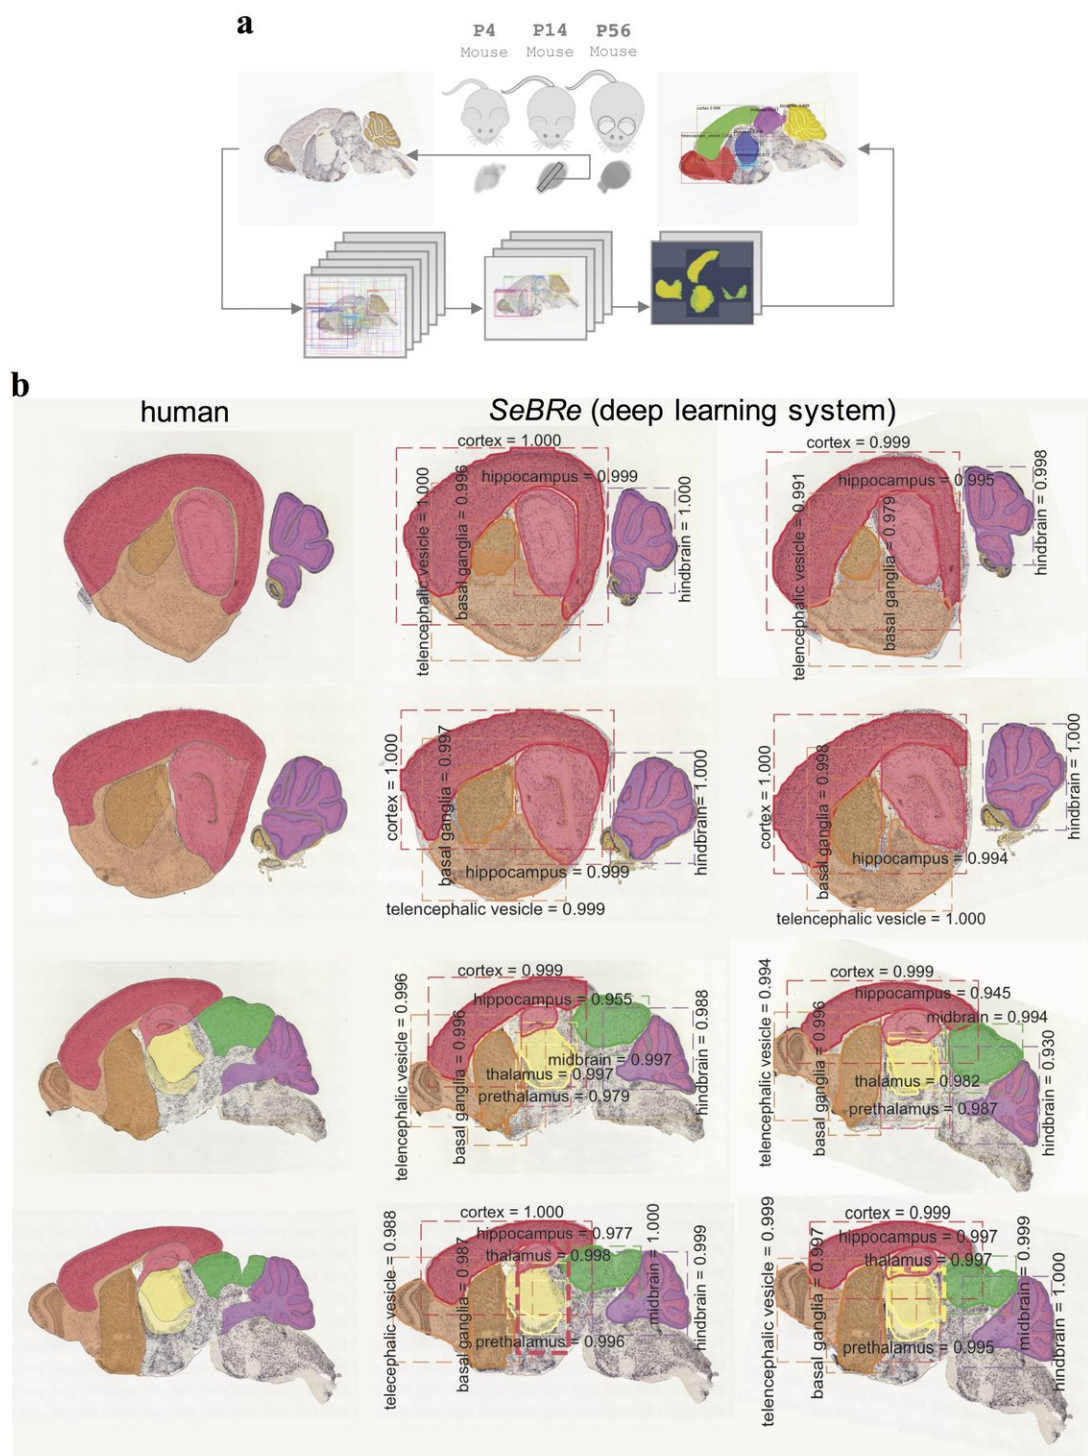 a
P4 P14 P56
Mouse Mouse Mouse
b
human
SeBRe (deep learning system)
cortex = 1.000
telencephalic vesicle = 1.000
basal ganglia = 0.996
hippocampus = 0.999
hindbrain = 1.000
cortex = 0.999
telencephalic vesicle = 0.991
hippocampus = 0.995
basal ganglia = 0.979
hindbrain = 0.998
cortex = 1.000
basal ganglia = 0.997
hindbrain= 1.000
hippocampus = 0.999
telencephalic vesicle = 0.999
cortex = 1.000
basal ganglia = 0.998
hindbrain = 1.000
hippocampus = 0.994
telencephalic vesicle = 1.000
telencephalic vesicle = 0.996
cortex = 0.999
basal ganglia = 0.996
hippocampus = 0.955
midbrain = 0.997
thalamus = 0.997
prethalamus = 0.979
hindbrain = 0.988
telencephalic vesicle = 0.994
cortex = 0.999
basal ganglia = 0.996
hippocampus = 0.945
midbrain = 0.994
thalamus = 0.982
prethalamus = 0.987
hindbrain = 0.930
telecephalic vesicle = 0.988
cortex = 1.000
basal ganglia = 0.987
hippocampus = 0.977
thalamus = 0.998
prethalamus = 0.996
midbrain = 1.000
hindbrain = 0.999
telencephalic vesicle = 0.999
cortex = 0.999
basal ganglia = 0.997
hippocampus = 0.997
thalamus = 0.997
prethalamus = 0.995
midbrain = 0.999
hindbrain = 1.000